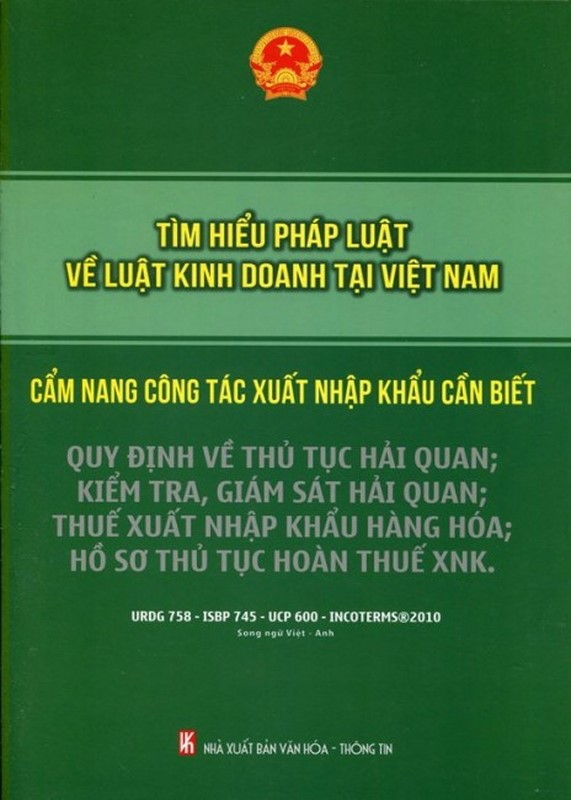 TÌM HIỂU PHÁP LUẬT
VỀ LUẬT KINH DOANH TẠI VIỆT NAM
CẨM NANG CÔNG TÁC XUẤT NHẬP KHẨU CẦN BIẾT
QUY ĐỊNH VỀ THỦ TỤC HẢI QUAN;
KIỂM TRA, GIÁM SÁT HẢI QUAN;
THUẾ XUẤT NHẬP KHẨU HÀNG HÓA;
HỒ SƠ THỦ TỤC HOÀN THUẾ XNK.
URDG 758 - ISBP 745 - UCP 600 - INCOTERMS®2010
Song ngữ Việt - Anh
NHÀ XUẤT BẢN VĂN HÓA - THÔNG TIN